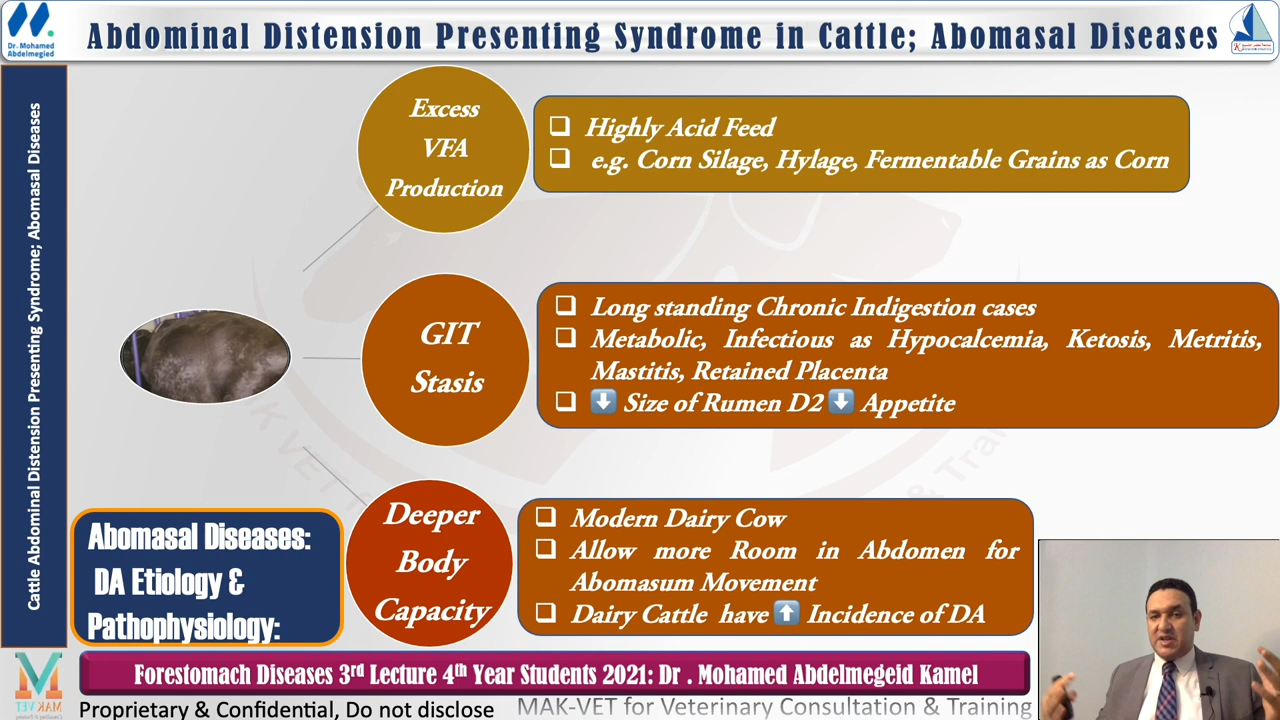 Dr. Mohamed
Abdelmegied
Abdominal Distension Presenting Syndrome in Cattle; Abomasal Diseases
Cattle Abdominal Distension Presenting Syndrome; Abomasal Diseases
Excess
VFA
Production
❑ Highly Acid Feed
❑ e.g. Corn Silage, Hylage, Fermentable Grains as Corn
GIT
Stasis
❑ Long standing Chronic Indigestion cases
❑ Metabolic, Infectious as Hypocalcemia, Ketosis, Metritis,
Mastitis, Retained Placenta
❑ ⬇ Size of Rumen D2 ⬇ Appetite
Deeper
Body
Capacity
❑ Modern Dairy Cow
❑ Allow more Room in Abdomen for
Abomasum Movement
❑ Dairy Cattle have ⬆ Incidence of DA
Abomasal Diseases:
DA Etiology &
Pathophysiology:
Forestomach Diseases 3rd Lecture 4th Year Students 2021: Dr . Mohamed Abdelmegeid Kamel
MAK-VET
Proprietary & Confidential, Do not disclose
MAK-VET for Veterinary Consultation & Training